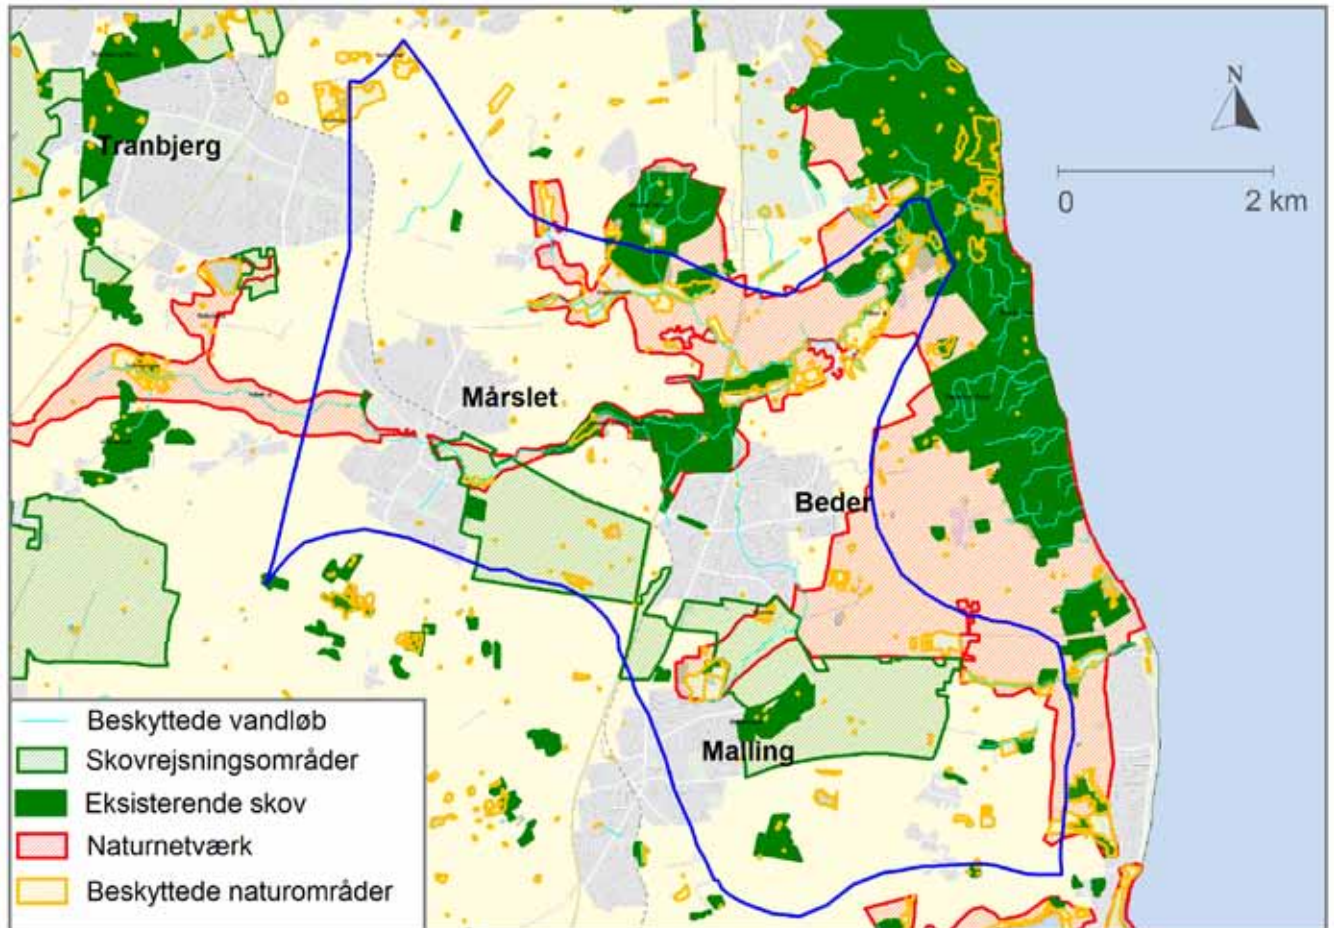 Tranbjerg
N
0 2 km
Mårslet
Beder
Malling
Beskyttede vandløb
Skovrejsningsområder
Eksisterende skov
Naturnetværk
Beskyttede naturområder